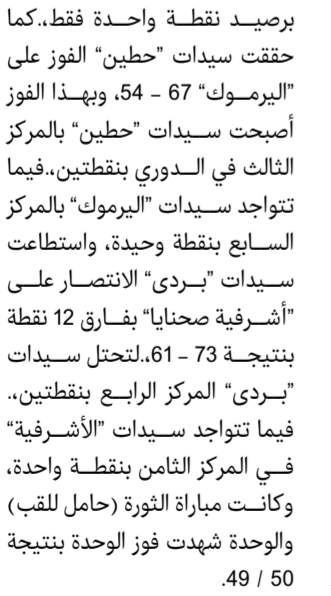 برصيد نقطة واحدة فقط،.كما
حققت سيدات "حطين" الفوز على
"اليرموك" 67 – 54، وبهذا الفوز
أصبحت سيدات "حطين" بالمركز
الثالث في الدوري بنقطتين،.فيما
تتواجد سيدات "اليرموك" بالمركز
السابع بنقطة وحيدة، واستطاعت
سيدات "بردى" الانتصار على
"أشرفية صحنايا" بفارق 12 نقطة
بنتيجة 73 – 61،.لتحتل سيدات
"بردى" المركز الرابع بنقطتين،.
فيما تتواجد سيدات "الأشرفية"
في المركز الثامن بنقطة واحدة،
وكانت مباراة الثورة (حامل للقب)
والوحدة شهدت فوز الوحدة بنتيجة
50 / 49.